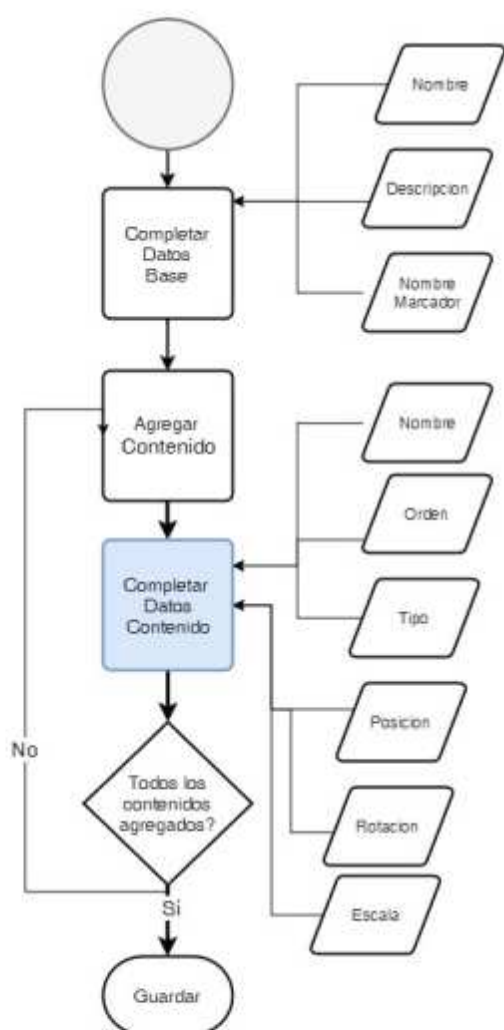 Nombre
Descripcion
Nombre
Marcador
Completar
Datos
Base
Agregar
Contenido
Nombre
Orden
Tipo
Completar
Datos
Contenido
Posicion
Rotacion
Escala
No
Todos los
contenidos
agregados?
Si
Guardar